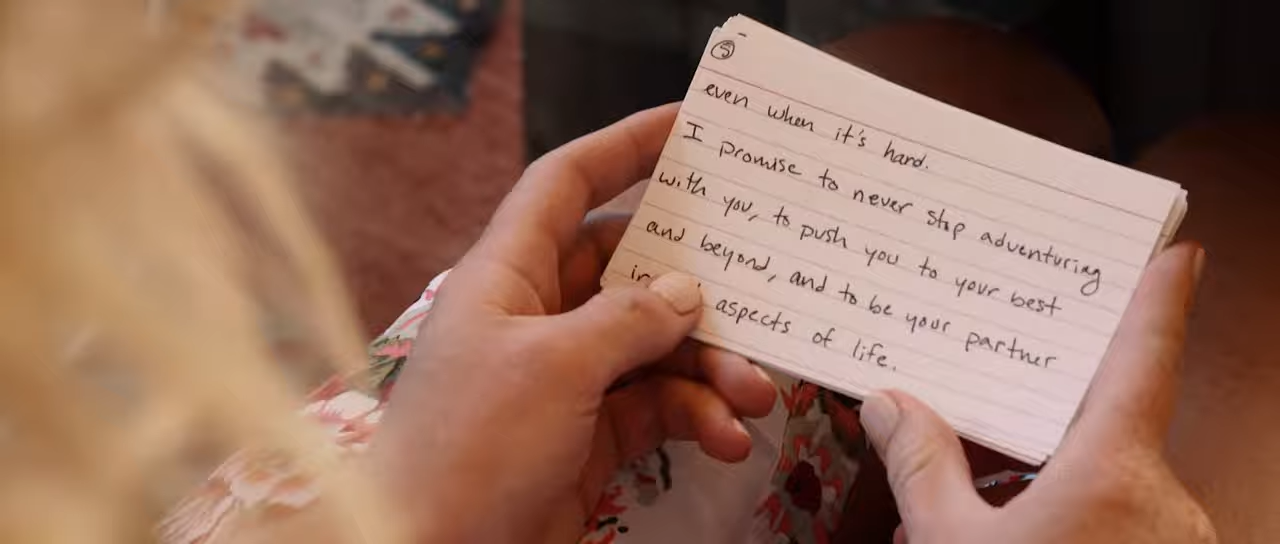 5
even when it's hard.
I promise to never stop adventuring
with you, to push you to your best
and beyond, and to be your partner
in aspects of life.